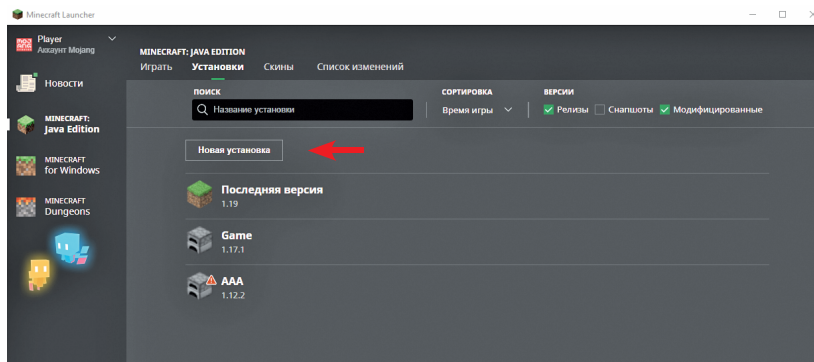 Minecraft Launcher
Player
Аккаунт Mojang
Новости
MINECRAFT:
Java Edition
MINECRAFT
for Windows
MINECRAFT
Dungeons
MINECRAFT: JAVA EDITION
Играть Установки Скины Список изменений
ПОИСК СОРТИРОВКА ВЕРСИИ
Название установки Время игры Релизы Снапшоты Модифицированные
Новая установка
Последняя версия
1.19
Game
1.17.1
AAA
1.12.2